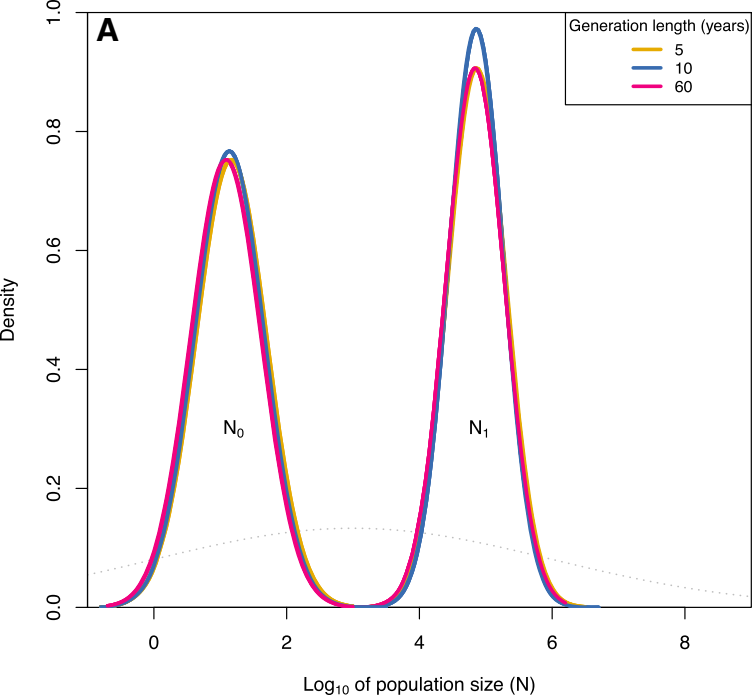 A
Generation length (years)
5
10
60
1.0
0.8
0.6
0.4
0.2
0.0
Density
N₀
N₁
0 2 4 6 8
Log₁₀ of population size (N)